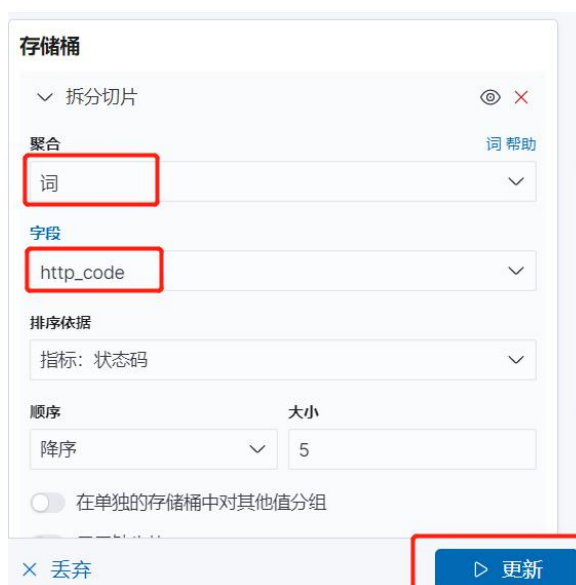 存储桶
拆分切片
聚合 词 帮助
词
字段
http_code
排序依据
指标：状态码
顺序 大小
降序 5
在单独的存储桶中对其他值分组
丢弃 更新